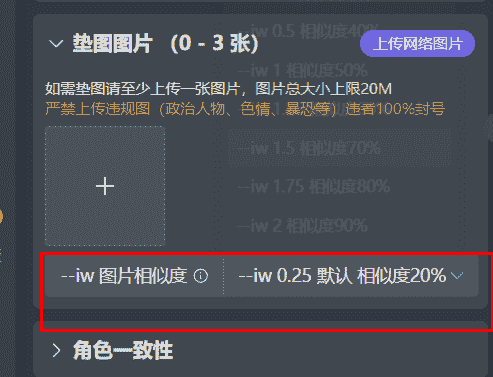 --iw 0.5 相似度40%
垫图图片 (0 - 3 张)
上传网络图片
--iw 1 相似度50%
如需垫图请至少上传一张图片，图片总大小上限20M
严禁上传违规图（政治人物、色情、暴恐等）违者100%封号
--iw 1.5 相似度70%
--iw 1.75 相似度80%
--iw 2 相似度90%
--iw 图片相似度
--iw 0.25 默认 相似度20%
角色一致性